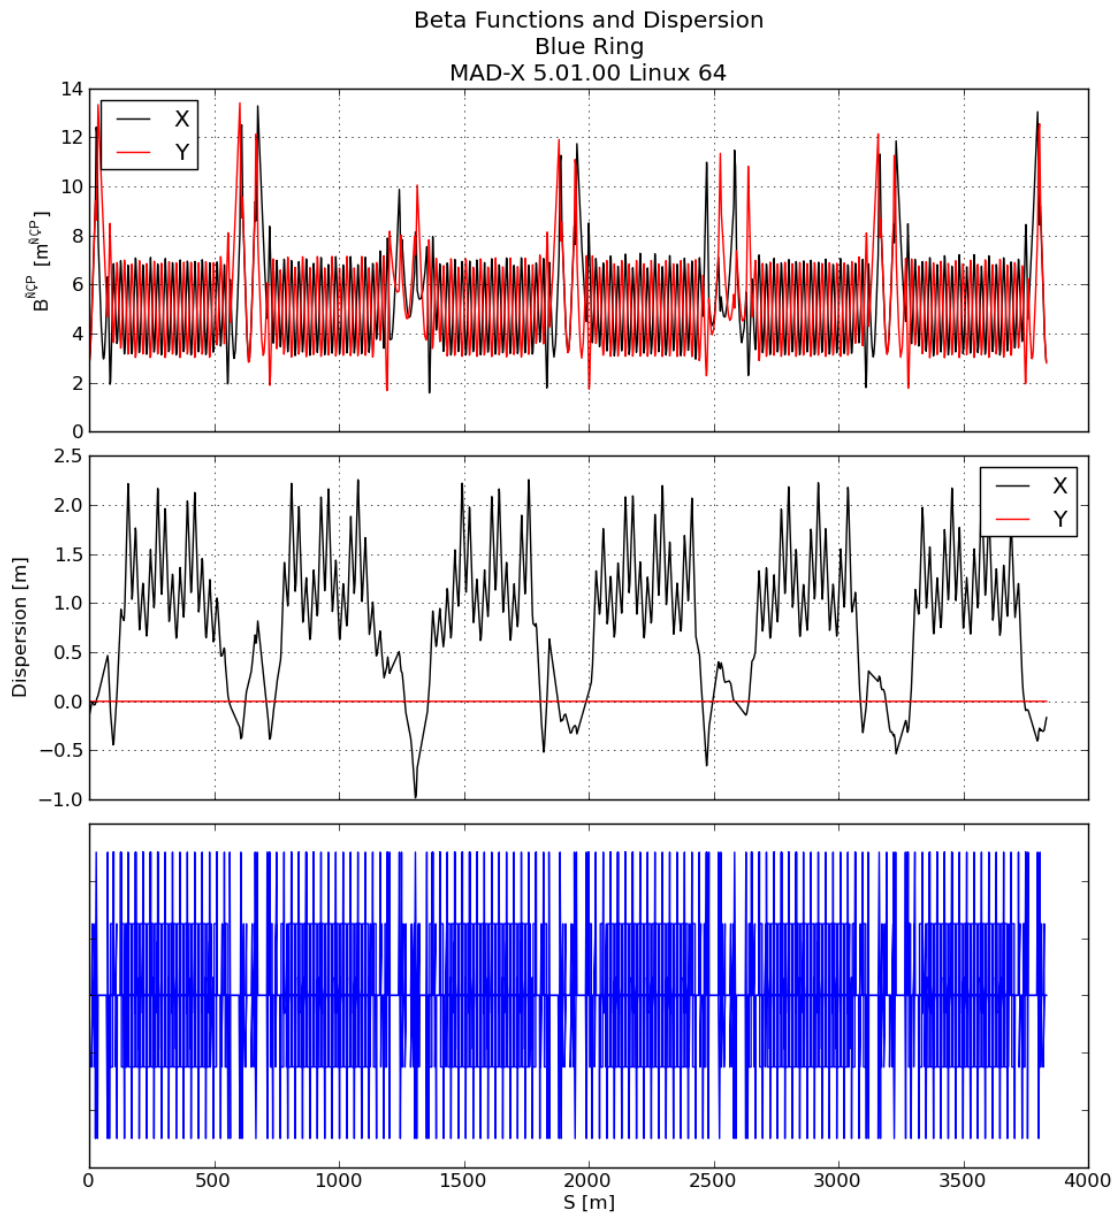 Beta Functions and Dispersion
Blue Ring
MAD-X 5.01.00 Linux 64
14
12
10
8
6
4
2
0
B^ÑÇP [m^ÑÇP]
X
Y
2.5
2.0
1.5
1.0
0.5
0.0
−0.5
−1.0
Dispersion [m]
X
Y
0 500 1000 1500 2000 2500 3000 3500 4000
S [m]